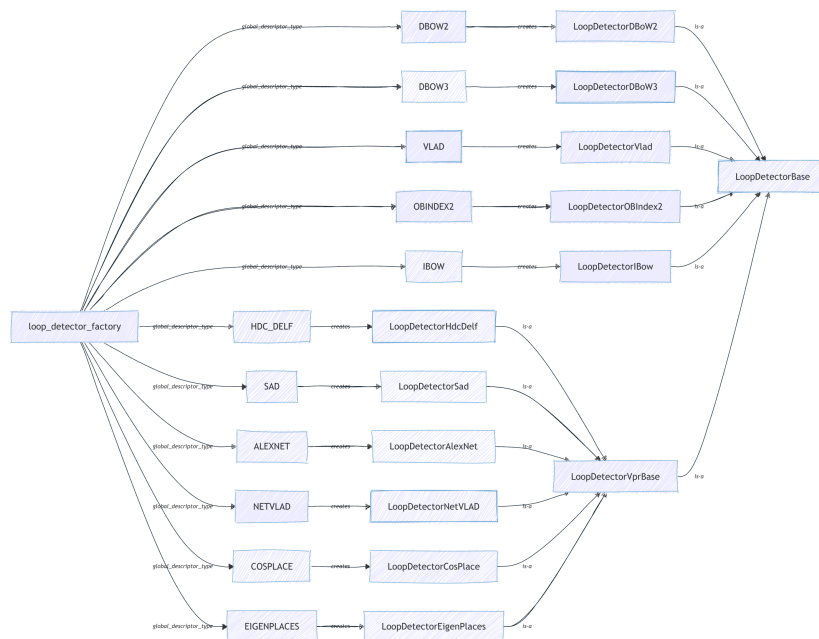 global_descriptor_type DBOW2 creates LoopDetectorDBoW2 is-a
global_descriptor_type DBOW3 creates LoopDetectorDBoW3 is-a
global_descriptor_type VLAD creates LoopDetectorVlad is-a
LoopDetectorBase
global_descriptor_type OBINDEX2 creates LoopDetectorOBIndex2 is-a
global_descriptor_type IBOW creates LoopDetectorIBow is-a
loop_detector_factory global_descriptor_type HDC_DELF creates LoopDetectorHdcDelf is-a
global_descriptor_type SAD creates LoopDetectorSad is-a
global_descriptor_type ALEXNET creates LoopDetectorAlexNet is-a
LoopDetectorVprBase is-a
global_descriptor_type NETVLAD creates LoopDetectorNetVLAD is-a
global_descriptor_type COSPLACE creates LoopDetectorCosPlace is-a
global_descriptor_type EIGENPLACES creates LoopDetectorEigenPlaces is-a